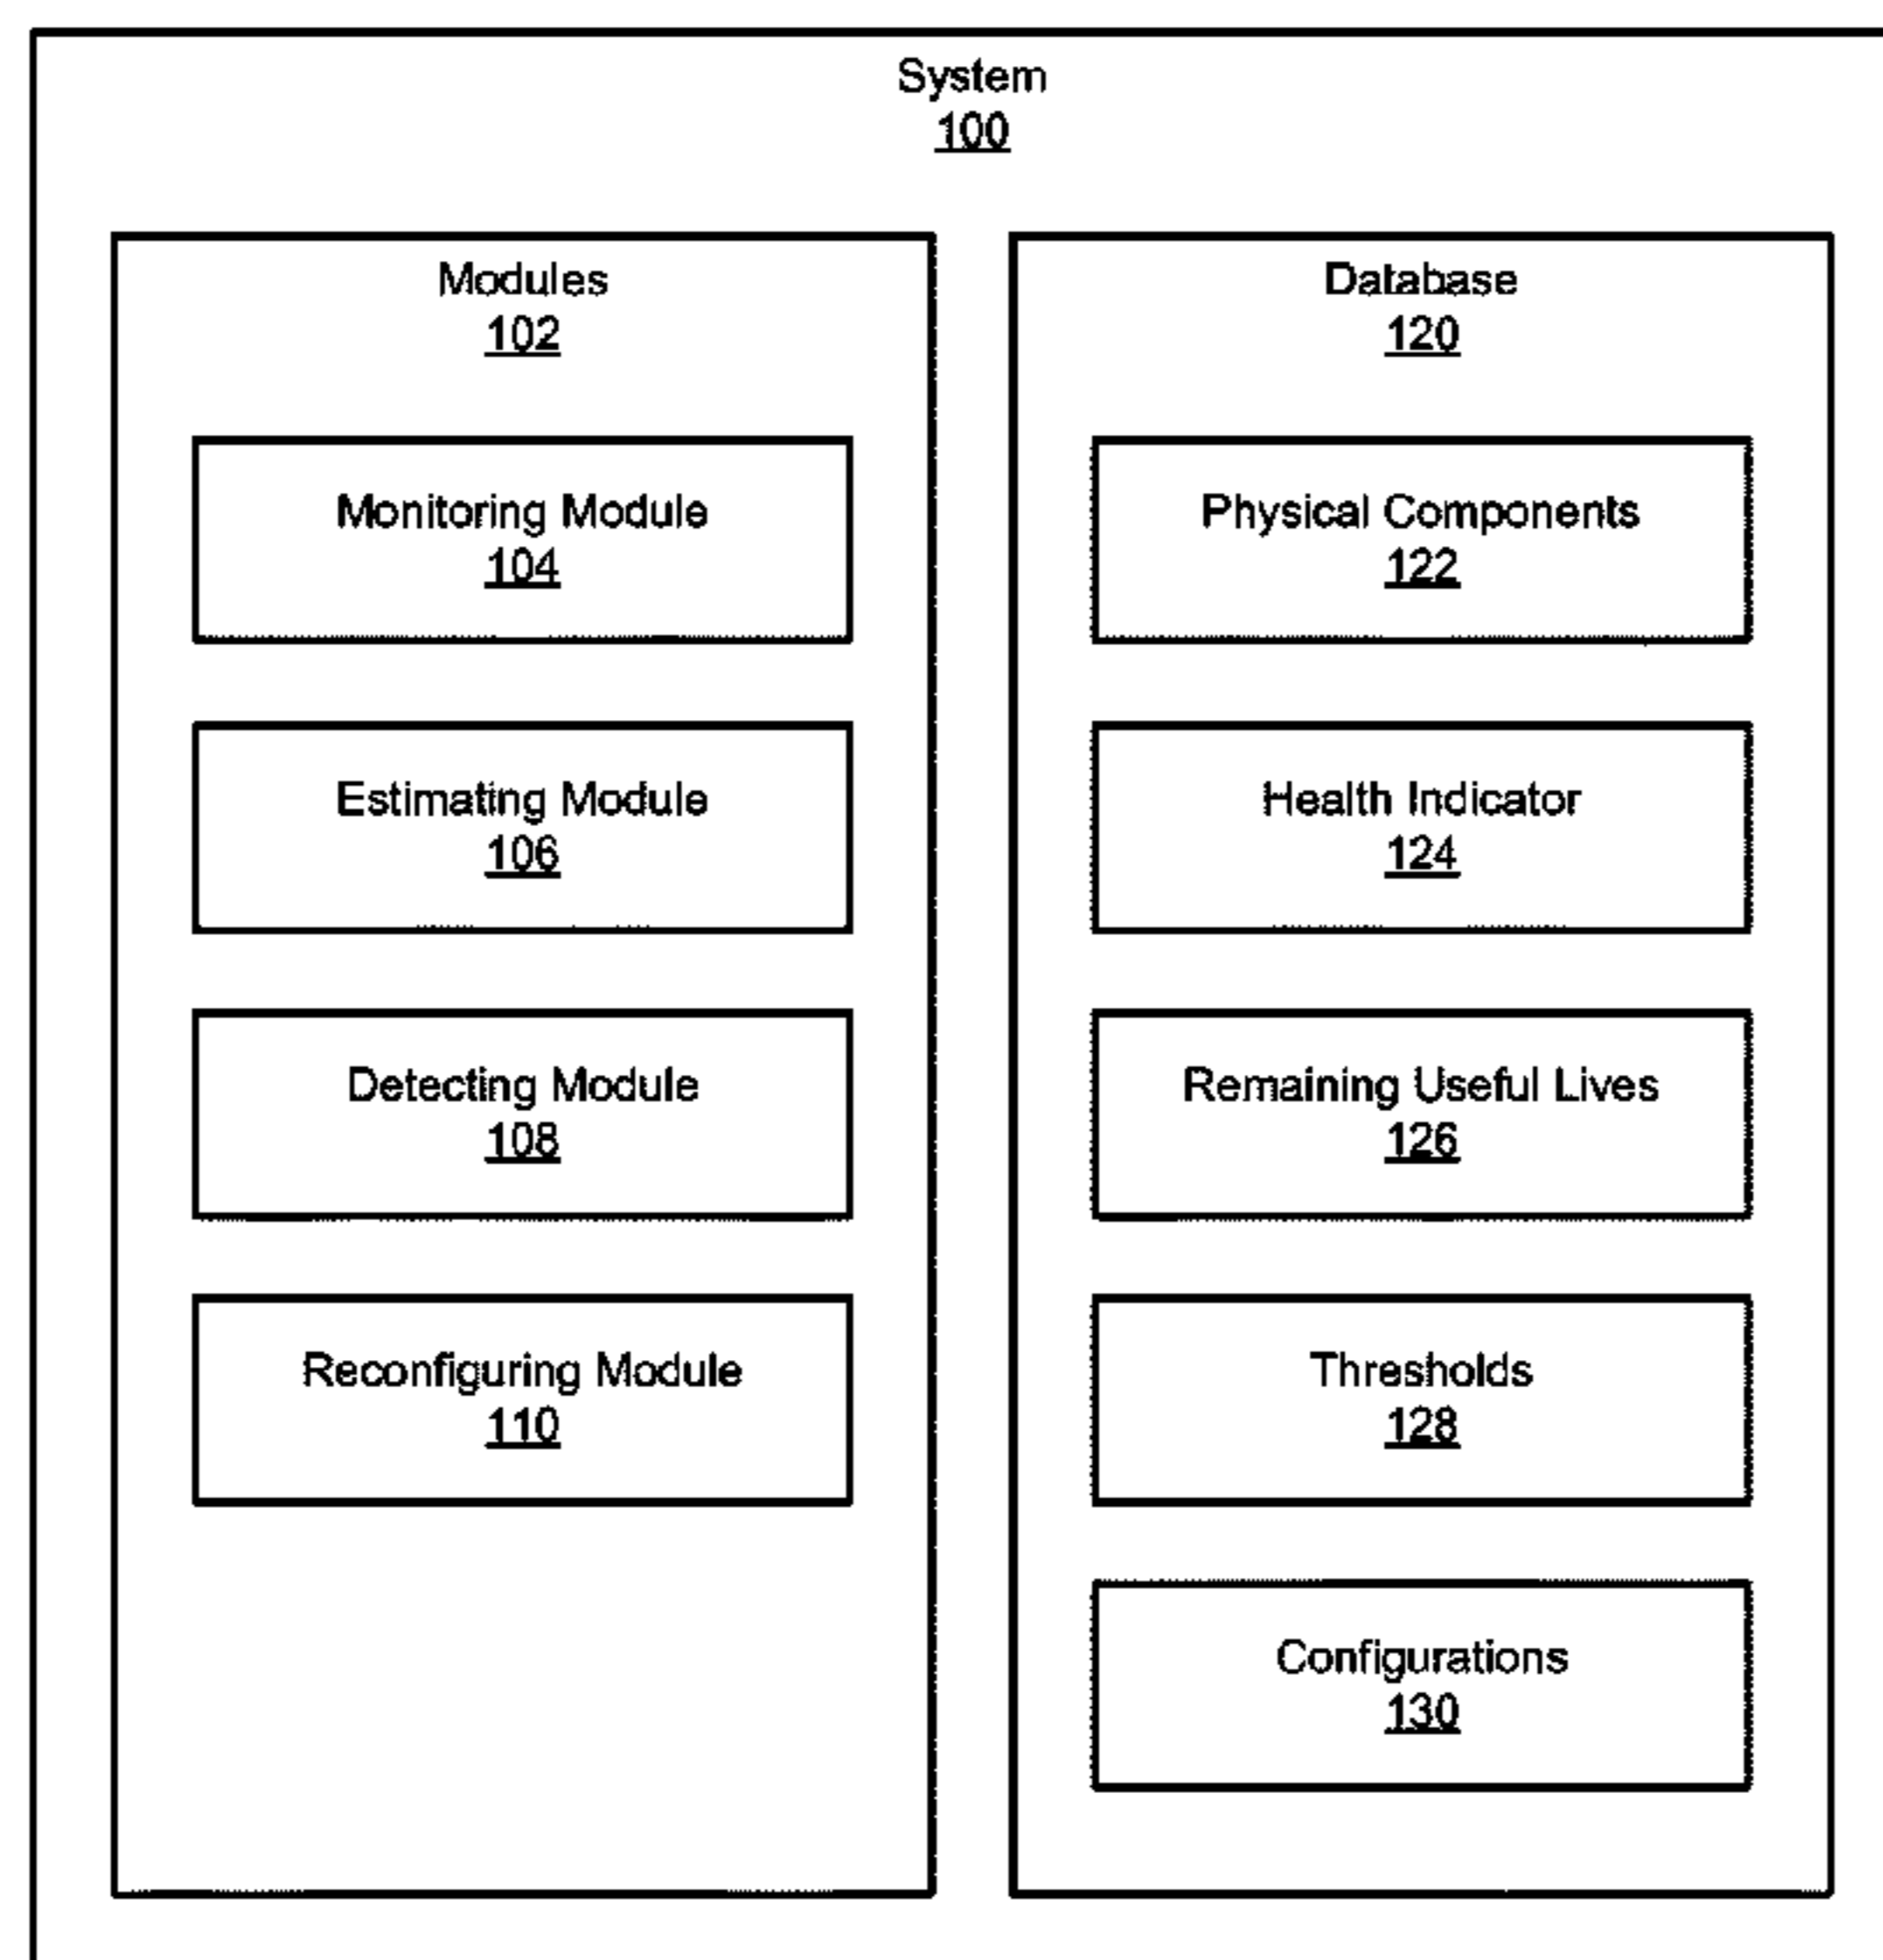 System
100
Modules
102
Monitoring Module
104
Estimating Module
106
Detecting Module
108
Reconfiguring Module
110
Database
120
Physical Components
122
Health Indicator
124
Remaining Useful Lives
126
Thresholds
128
Configurations
130